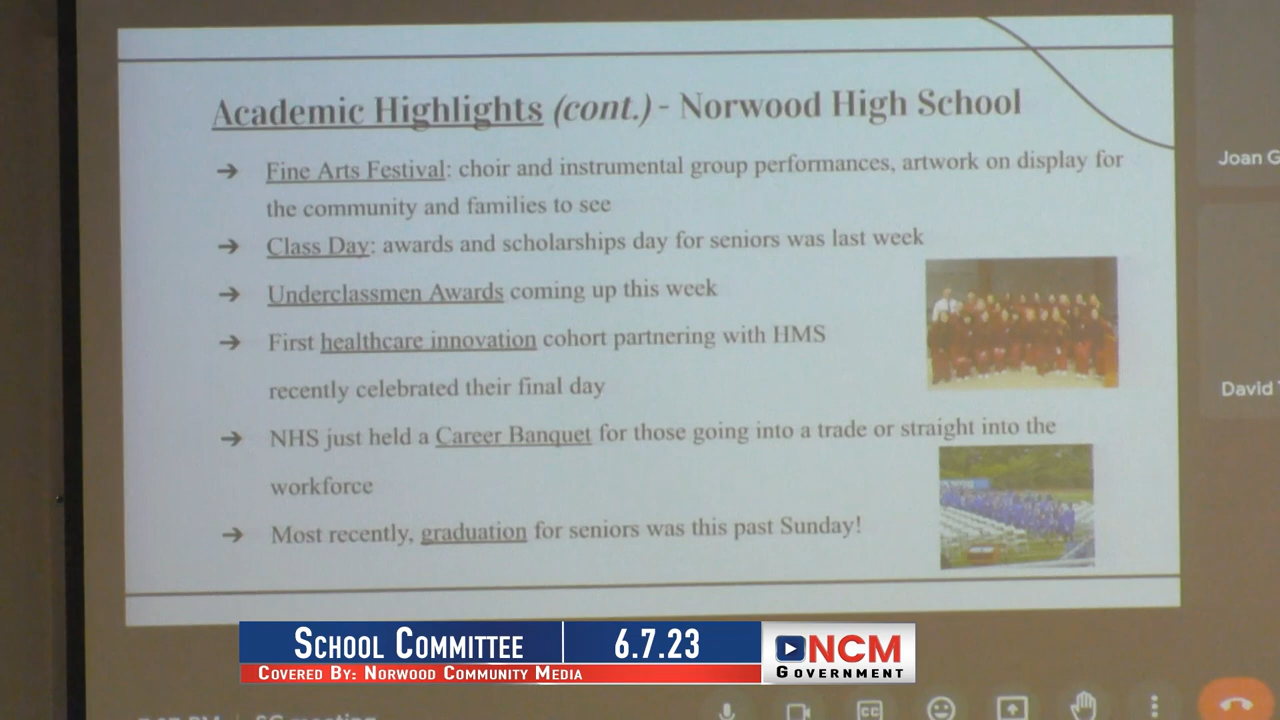 Academic Highlights (cont.) - Norwood High School
➔ Fine Arts Festival: choir and instrumental group performances, artwork on display for
the community and families to see
➔ Class Day: awards and scholarships day for seniors was last week
➔ Underclassmen Awards coming up this week
➔ First healthcare innovation cohort partnering with HMS
recently celebrated their final day
➔ NHS just held a Career Banquet for those going into a trade or straight into the
workforce
➔ Most recently, graduation for seniors was this past Sunday!
Joan G
David
SCHOOL COMMITTEE 6.7.23
COVERED BY: NORWOOD COMMUNITY MEDIA
NCM
GOVERNMENT
CC